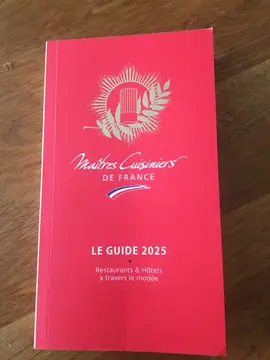 Maîtres Cuisiniers
DE FRANCE
LE GUIDE 2025
Restaurants & Hôtels
à travers le monde